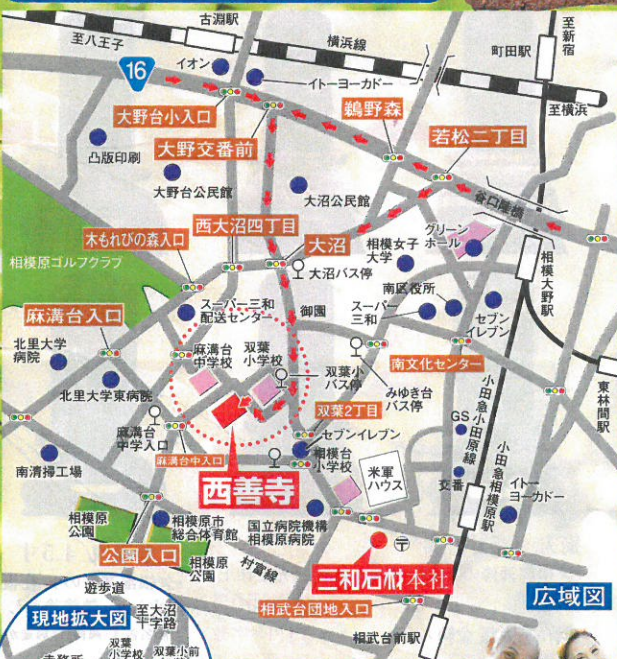 古淵駅
至八王子
横浜線
町田駅
至新宿
16
イオン
イトーヨーカドー
至横浜
大野台小入口
大野交番前
鵜野森
若松二丁目
凸版印刷
大野台公民館
大沼公民館
谷口陸橋
木もれびの森入口
西大沼四丁目
大沼
相模女子
大学
グリーン
ホール
相模原ゴルフクラブ
大沼バス停
南区役所
相模大野駅
スーパー三和
配送センター
御園
スーパー
三和
セブン
イレブン
麻溝台入口
北里大学
病院
麻溝台
中学校
双葉
小学校
双葉小
バス停
みゆき台
バス停
南文化センター
東林間駅
北里大学東病院
双葉2丁目
小田急小田原線
麻溝台
中学入口
麻溝台中入口
セブンイレブン
GS
西善寺
相模台
小学校
米軍
ハウス
交番
小田急相模原駅
イトー
ヨーカドー
南清掃工場
相模原
公園
相模原市
総合体育館
国立病院機構
相模原病院
公園入口
相模原
公園
村富線
三和石材本社
遊歩道
相武台団地入口
広域図
現地拡大図
至大沼
十字路
相武台前駅
双葉
小学校
双葉小前